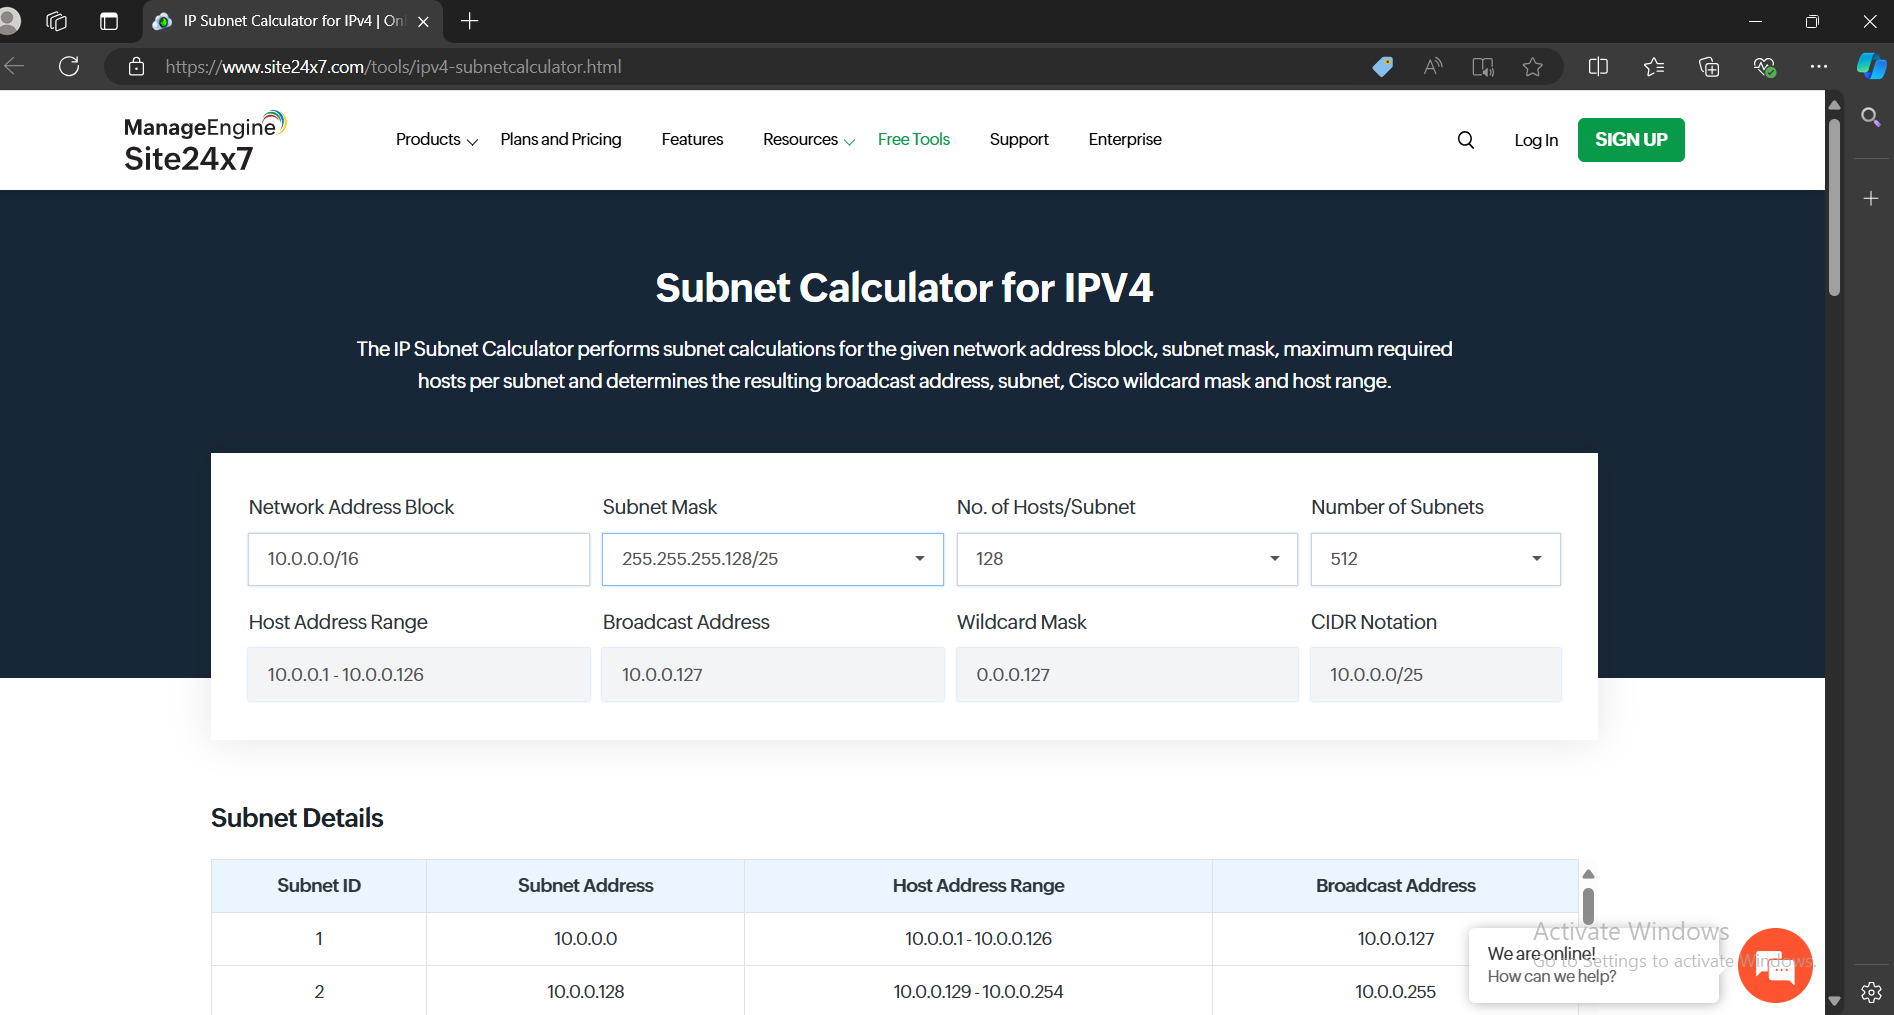 IP Subnet Calculator for IPv4 | Onl
https://www.site24x7.com/tools/ipv4-subnetcalculator.html
ManageEngine
Site24x7
Products Plans and Pricing Features Resources Free Tools Support Enterprise Log In SIGN UP
Subnet Calculator for IPV4
The IP Subnet Calculator performs subnet calculations for the given network address block, subnet mask, maximum required
hosts per subnet and determines the resulting broadcast address, subnet, Cisco wildcard mask and host range.
Network Address Block Subnet Mask No. of Hosts/Subnet Number of Subnets
10.0.0.0/16 255.255.255.128/25 128 512
Host Address Range Broadcast Address Wildcard Mask CIDR Notation
10.0.0.1 - 10.0.0.126 10.0.0.127 0.0.0.127 10.0.0.0/25
Subnet Details
Subnet ID Subnet Address Host Address Range Broadcast Address
1 10.0.0.0 10.0.0.1 - 10.0.0.126 10.0.0.127
2 10.0.0.128 10.0.0.129 - 10.0.0.254 10.0.0.255
Activate Windows
Go to Settings to activate Windows.
We are online!
How can we help?